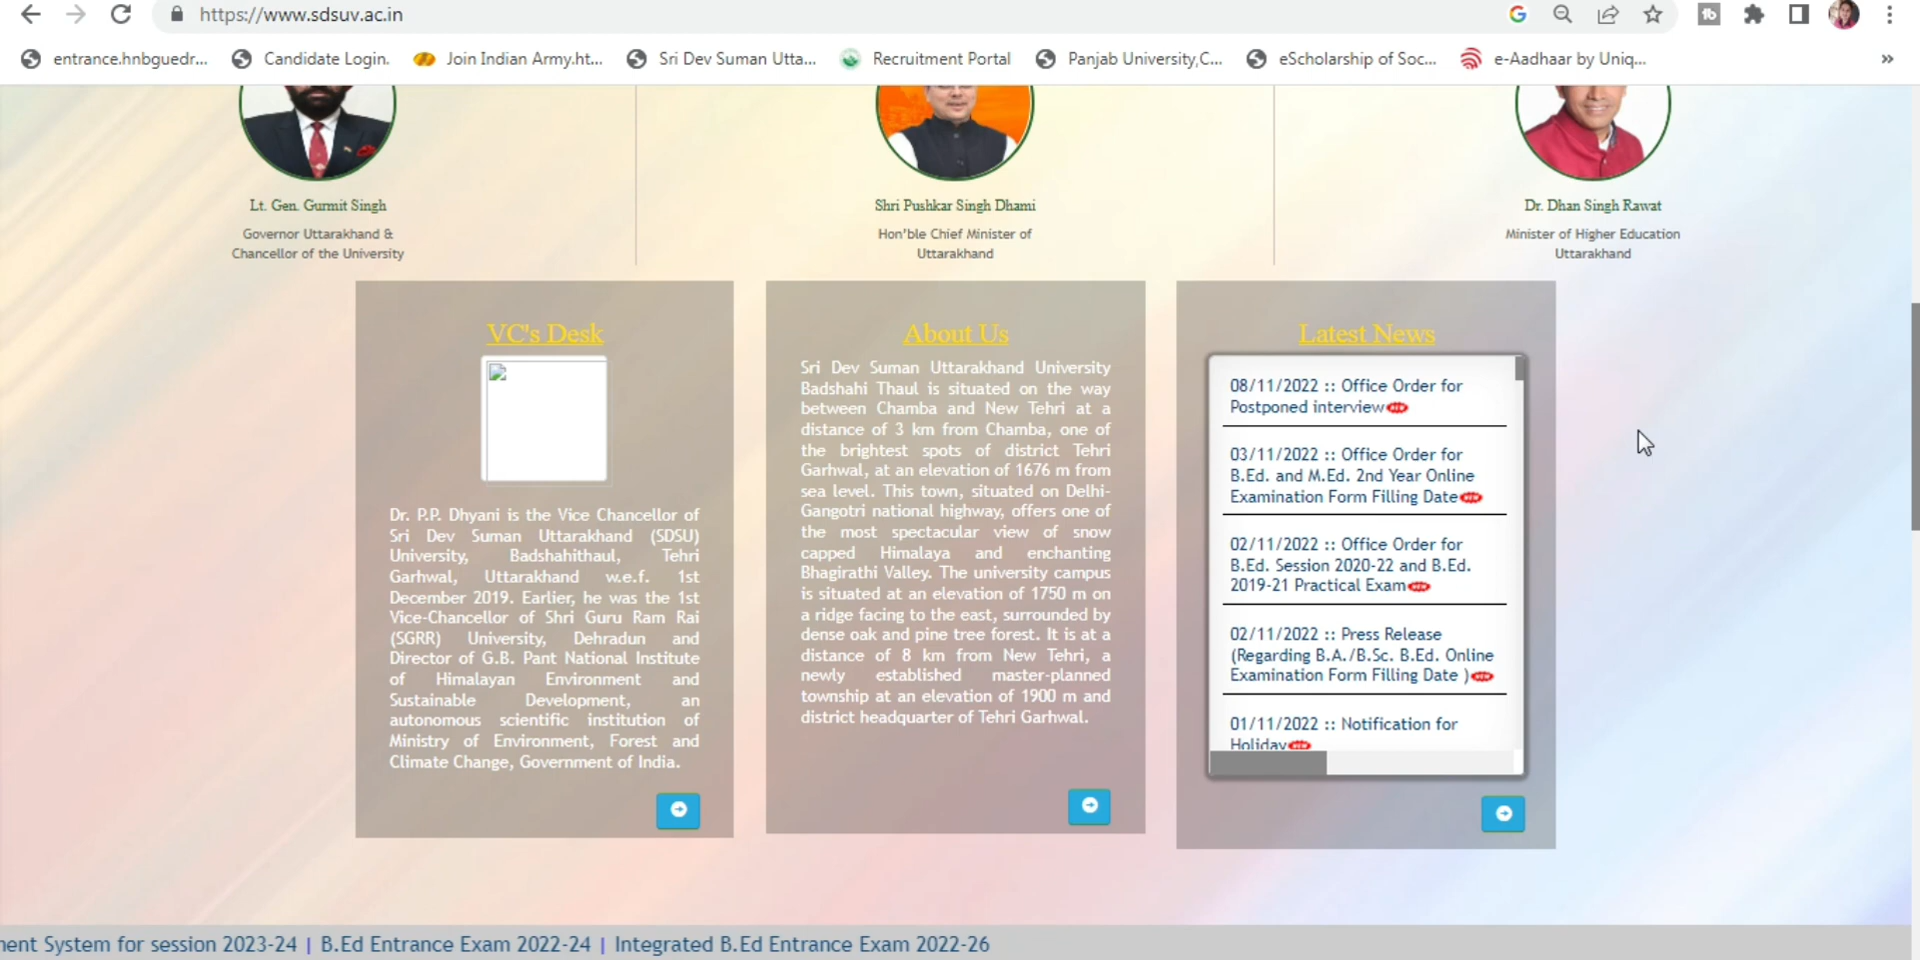 https://www.sdsuv.ac.in
entrance.hnbguedr...
Candidate Login.
Join Indian Army.ht...
Sri Dev Suman Utta...
Recruitment Portal
Panjab University,C...
eScholarship of Soc...
e-Aadhaar by Uniq...
»
Lt. Gen. Gurmit Singh
Governor Uttarakhand &
Chancellor of the University
Shri Pushkar Singh Dhami
Hon'ble Chief Minister of
Uttarakhand
Dr. Dhan Singh Rawat
Minister of Higher Education
Uttarakhand
VC's Desk
Dr. P.P. Dhyani is the Vice Chancellor of
Sri Dev Suman Uttarakhand (SDSU)
University, Badshahithaul, Tehri
Garhwal, Uttarakhand w.e.f. 1st
December 2019. Earlier, he was the 1st
Vice-Chancellor of Shri Guru Ram Rai
(SGRR) University, Dehradun and
Director of G.B. Pant National Institute
of Himalayan Environment and
Sustainable Development, an
autonomous scientific institution of
Ministry of Environment, Forest and
Climate Change, Government of India.
About Us
Sri Dev Suman Uttarakhand University
Badshahi Thaul is situated on the way
between Chamba and New Tehri at a
distance of 3 km from Chamba, one of
the brightest spots of district Tehri
Garhwal, at an elevation of 1676 m from
sea level. This town, situated on Delhi-
Gangotri national highway, offers one of
the most spectacular view of snow
capped Himalaya and enchanting
Bhagirathi Valley. The university campus
is situated at an elevation of 1750 m on
a ridge facing to the east, surrounded by
dense oak and pine tree forest. It is at a
distance of 8 km from New Tehri, a
newly established master-planned
township at an elevation of 1900 m and
district headquarter of Tehri Garhwal.
Latest News
08/11/2022 :: Office Order for
Postponed interview NEW
03/11/2022 :: Office Order for
B.Ed. and M.Ed. 2nd Year Online
Examination Form Filling Date NEW
02/11/2022 :: Office Order for
B.Ed. Session 2020-22 and B.Ed.
2019-21 Practical Exam NEW
02/11/2022 :: Press Release
(Regarding B.A./B.Sc. B.Ed. Online
Examination Form Filling Date ) NEW
01/11/2022 :: Notification for
Holiday NEW
nent System for session 2023-24 | B.Ed Entrance Exam 2022-24 | Integrated B.Ed Entrance Exam 2022-26